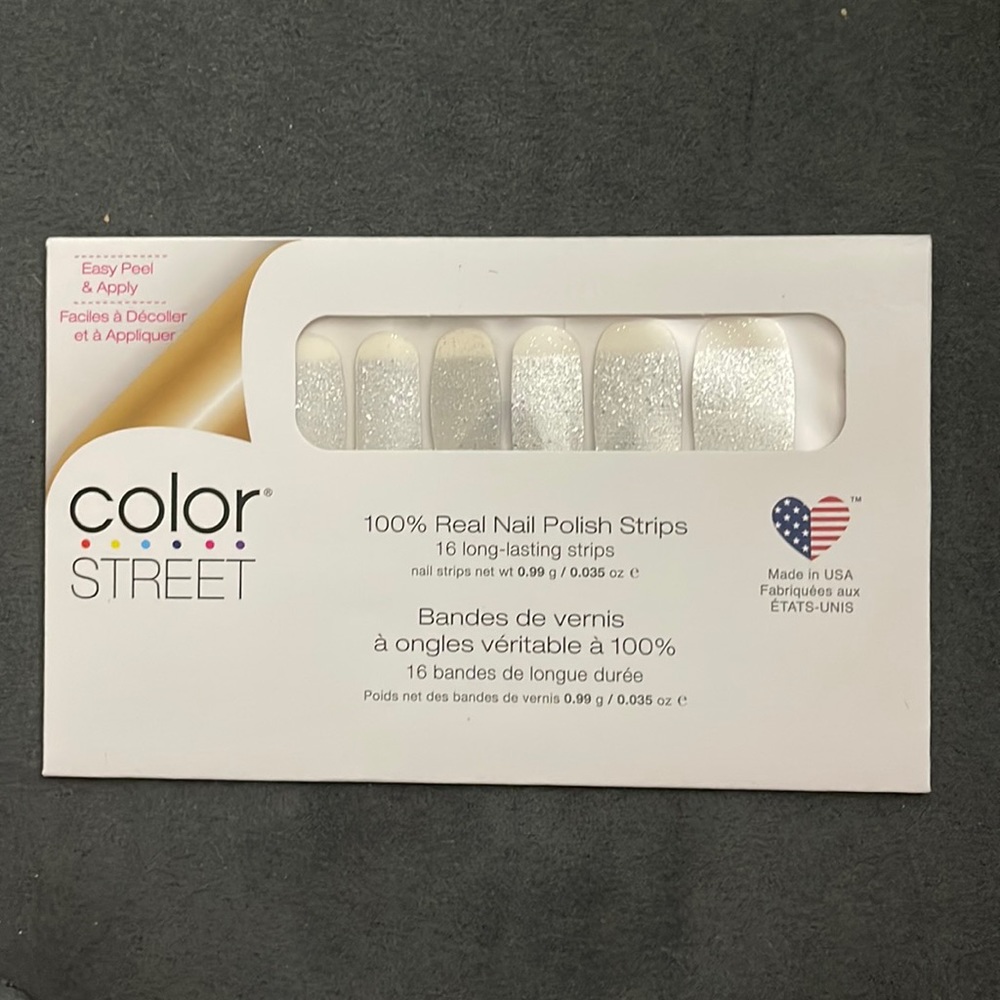 Easy Peel
& Apply
Faciles à Décoller
et à Appliquer
color®
STREET
100% Real Nail Polish Strips
16 long-lasting strips
nail strips net wt 0.99 g / 0.035 oz ℮
Bandes de vernis
à ongles véritable à 100%
16 bandes de longue durée
Poids net des bandes de vernis 0.99 g / 0.035 oz ℮
TM
Made in USA
Fabriquées aux
ÉTATS-UNIS